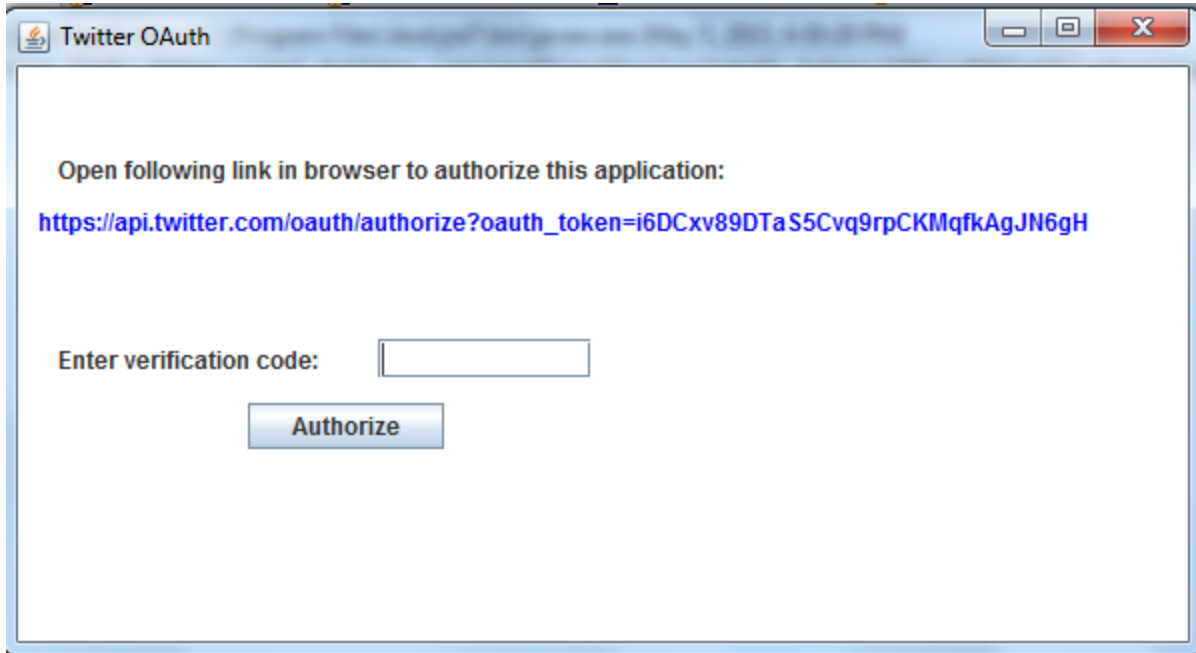 Twitter OAuth
Open following link in browser to authorize this application:
https://api.twitter.com/oauth/authorize?oauth_token=i6DCxv89DTaS5Cvq9rpCKMqfkAgJN6gH
Enter verification code:
Authorize